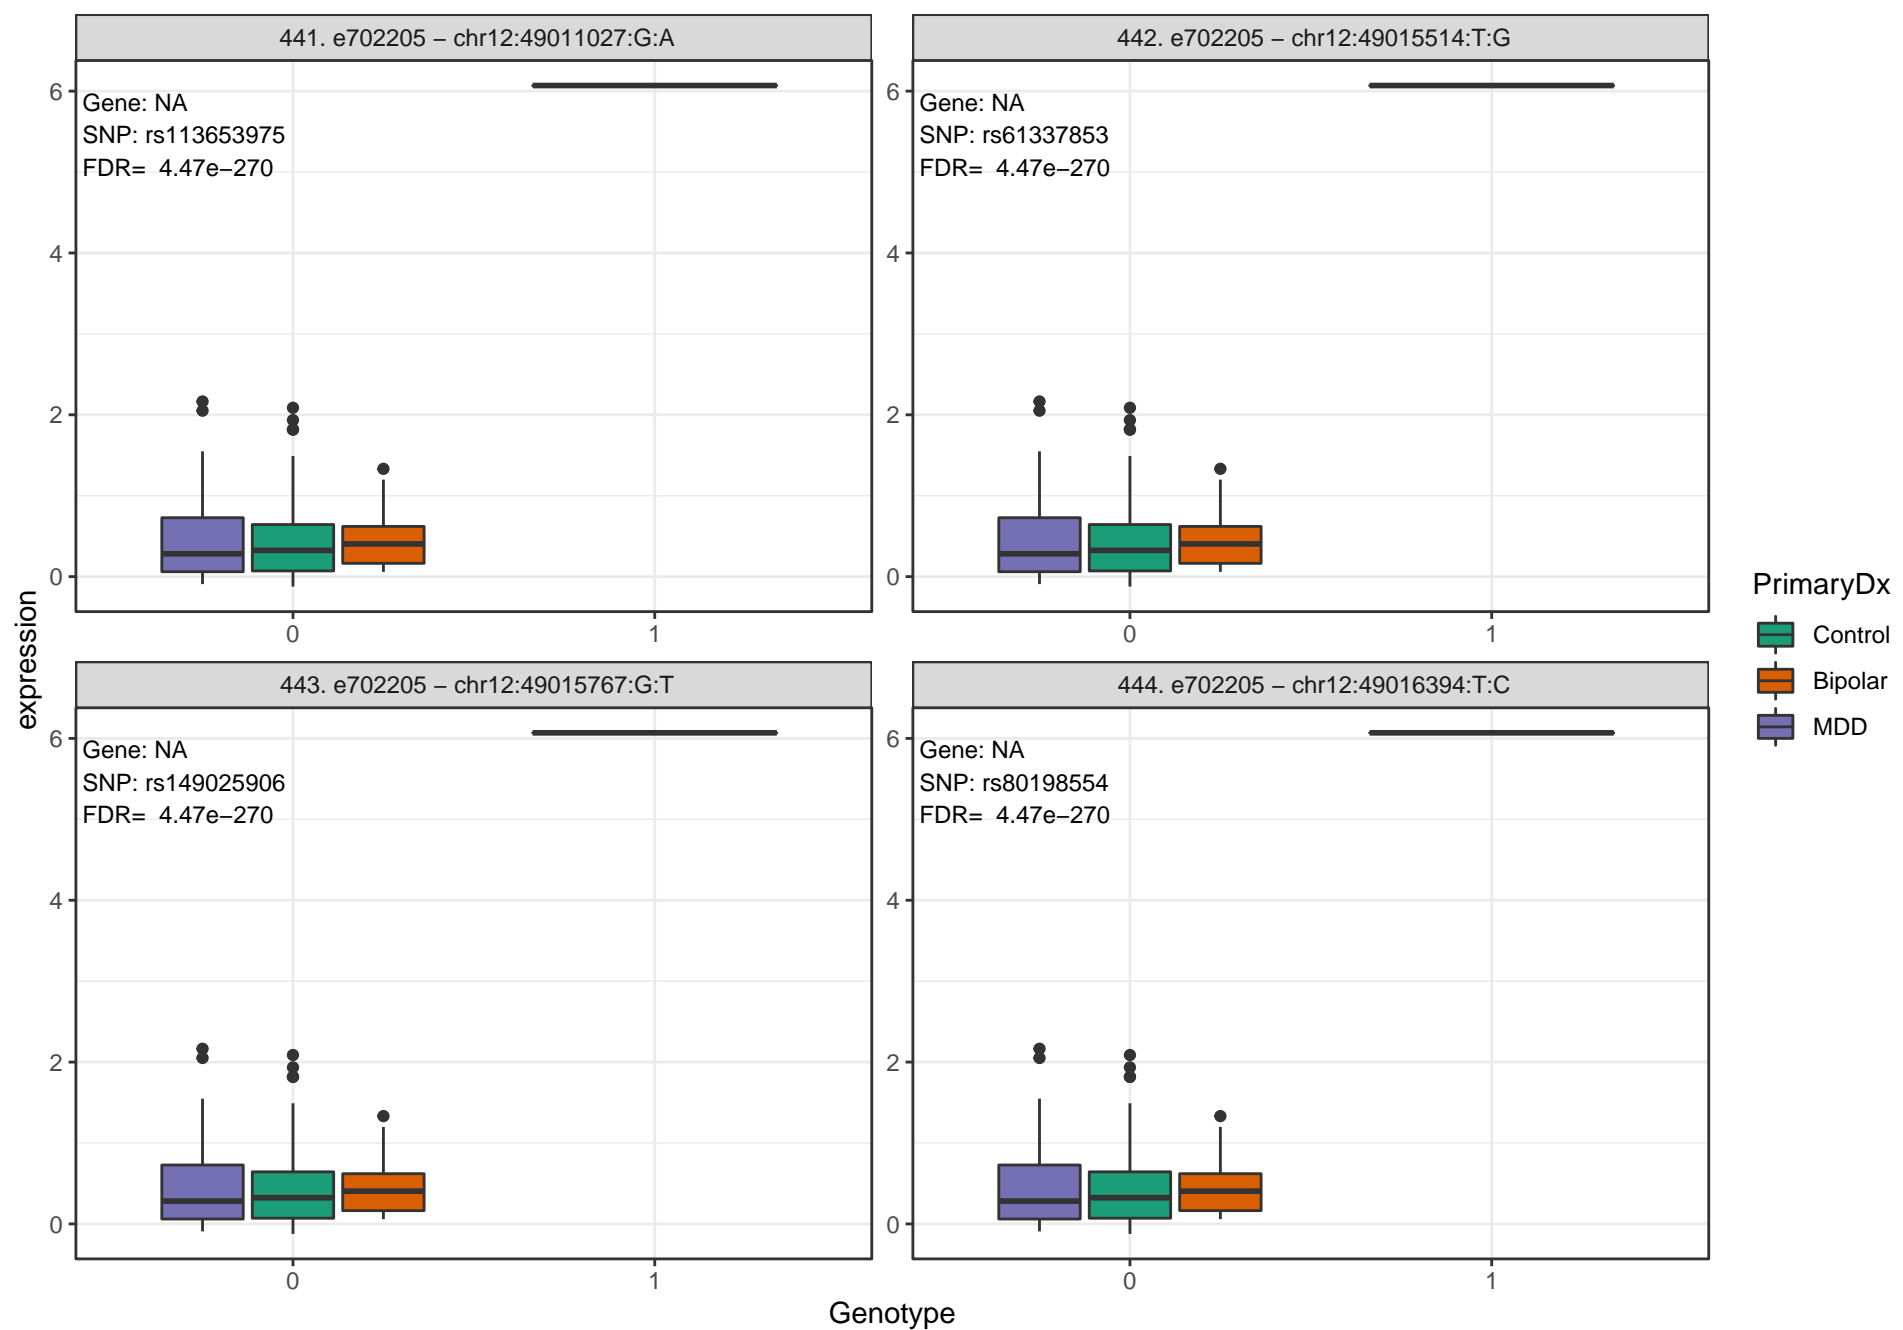 441. e702205 − chr12:49011027:G:A
442. e702205 − chr12:49015514:T:G
6
Gene: NA
SNP: rs113653975
FDR=  4.47e−270
4
2
0
0
1
6
Gene: NA
SNP: rs61337853
FDR=  4.47e−270
4
2
0
0
1
443. e702205 − chr12:49015767:G:T
444. e702205 − chr12:49016394:T:C
6
Gene: NA
SNP: rs149025906
FDR=  4.47e−270
4
2
0
0
1
6
Gene: NA
SNP: rs80198554
FDR=  4.47e−270
4
2
0
0
1
expression
Genotype
PrimaryDx
Control
Bipolar
MDD